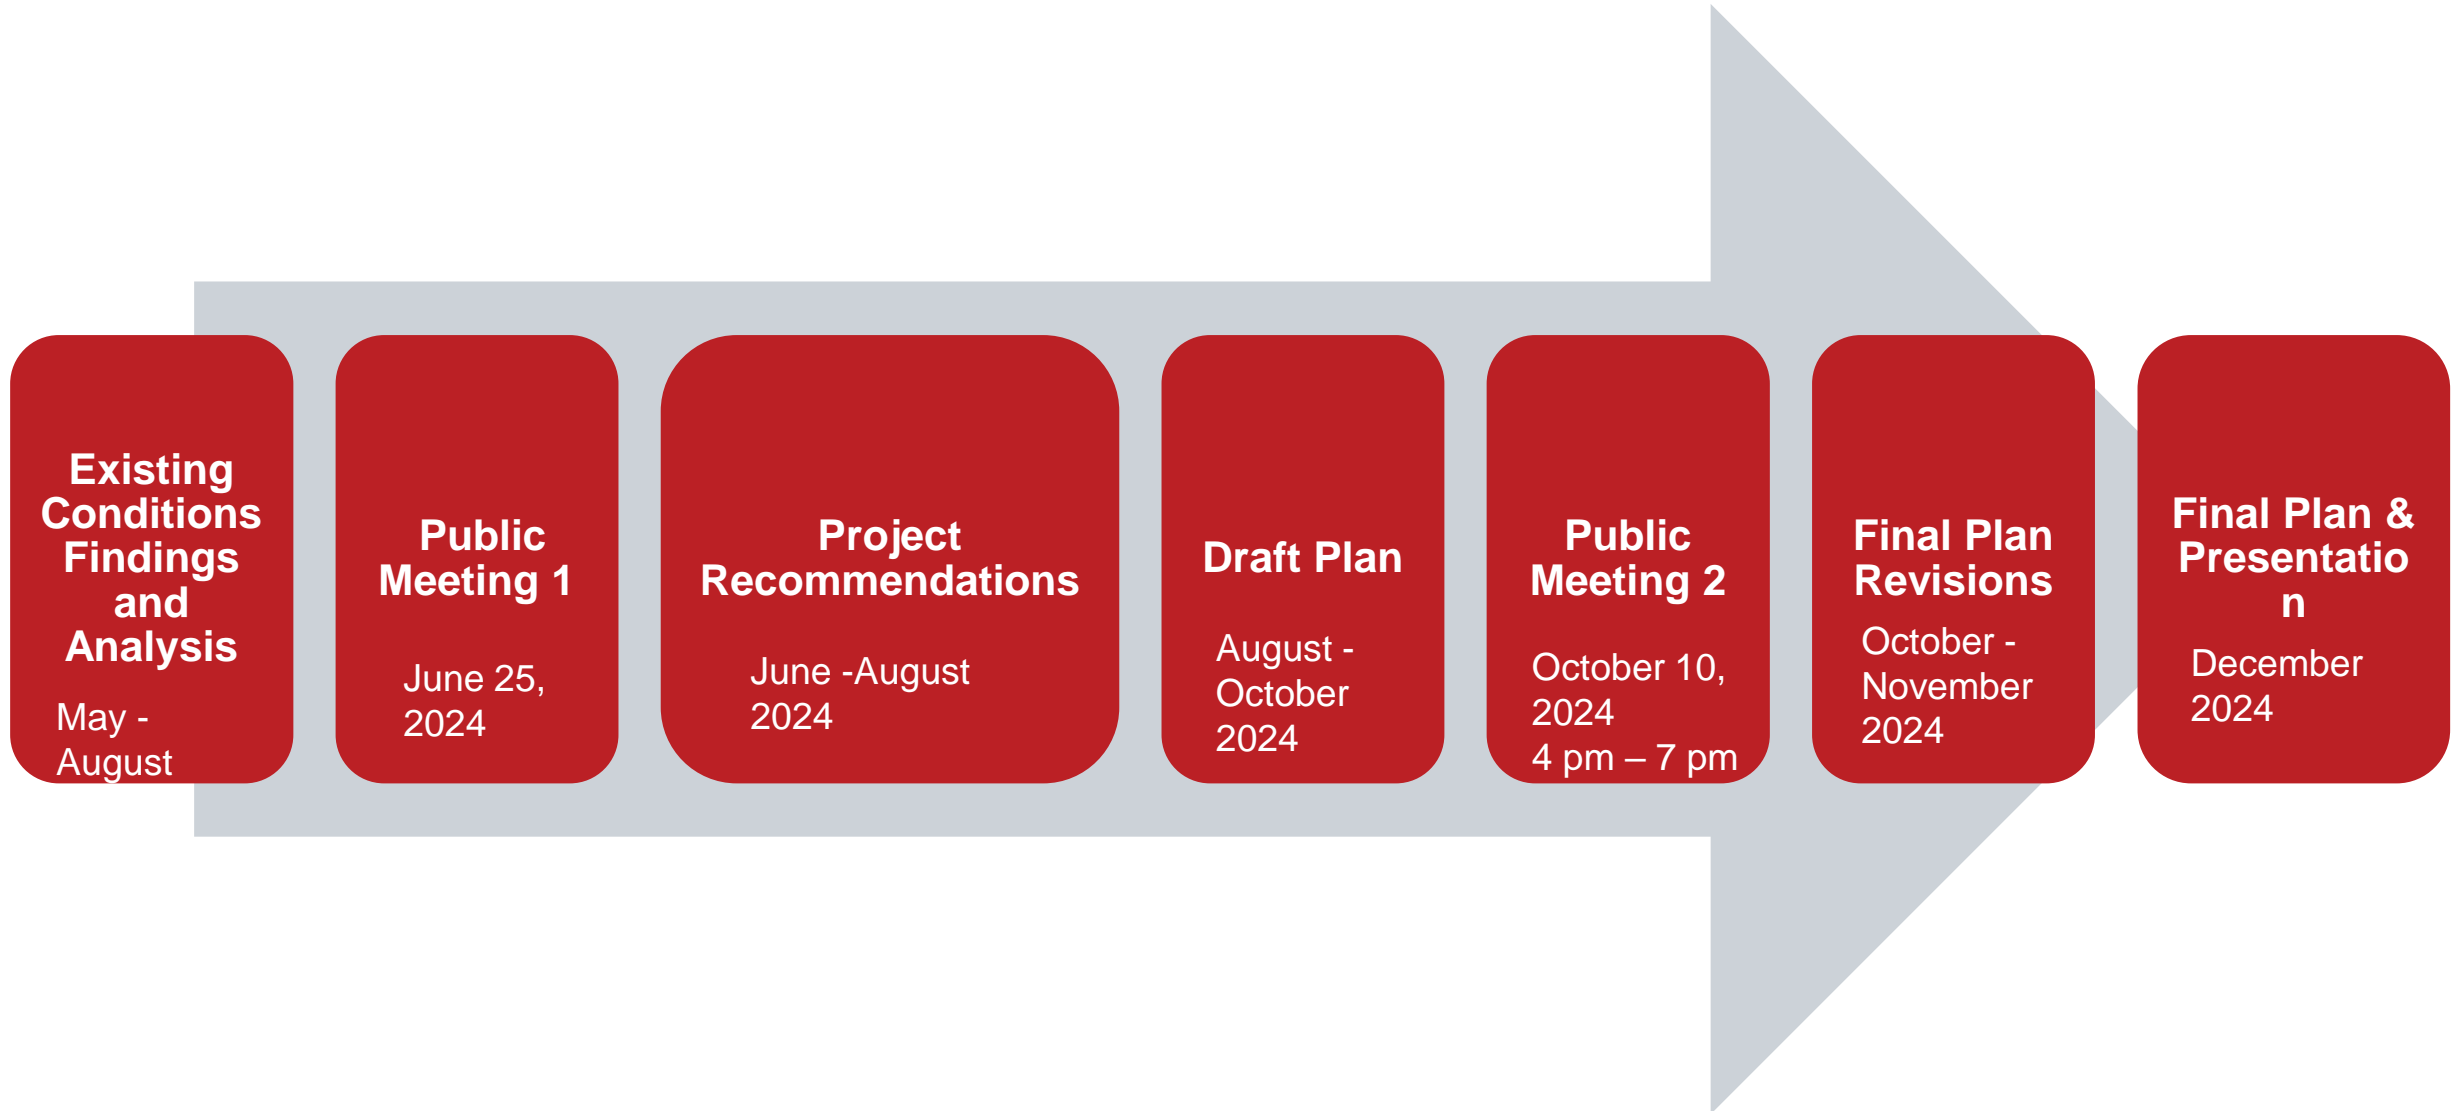 Existing
Conditions
Findings
and
Analysis
May -
August
Public
Meeting 1
June 25,
2024
Project
Recommendations
June -August
2024
Draft Plan
August -
October
2024
Public
Meeting 2
October 10,
2024
4 pm – 7 pm
Final Plan
Revisions
October -
November
2024
Final Plan &
Presentatio
n
December
2024